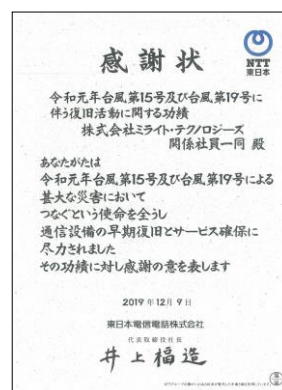 感謝状
NTT
東日本
令和元年台風第15号及び台風第19号に
伴う復旧活動に関する功績
株式会社ミライト・テクノロジーズ
関係社員一同 殿
あなたがたは
令和元年台風第15号及び台風第19号による
甚大な災害において
つなぐという使命を全うし
通信設備の早期復旧とサービス確保に
尽力されました
その功績に対し感謝の意を表します
2019年12月9日
東日本電信電話株式会社
代表取締役社長
井上福造